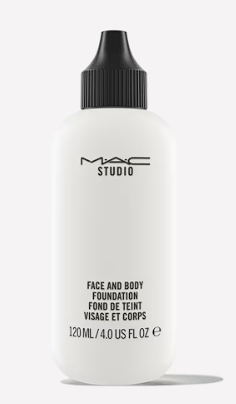 MAC
STUDIO
FACE AND BODY
FOUNDATION
FOND DE TEINT
VISAGE ET CORPS
120 ML / 4.0 US FL OZ ℮